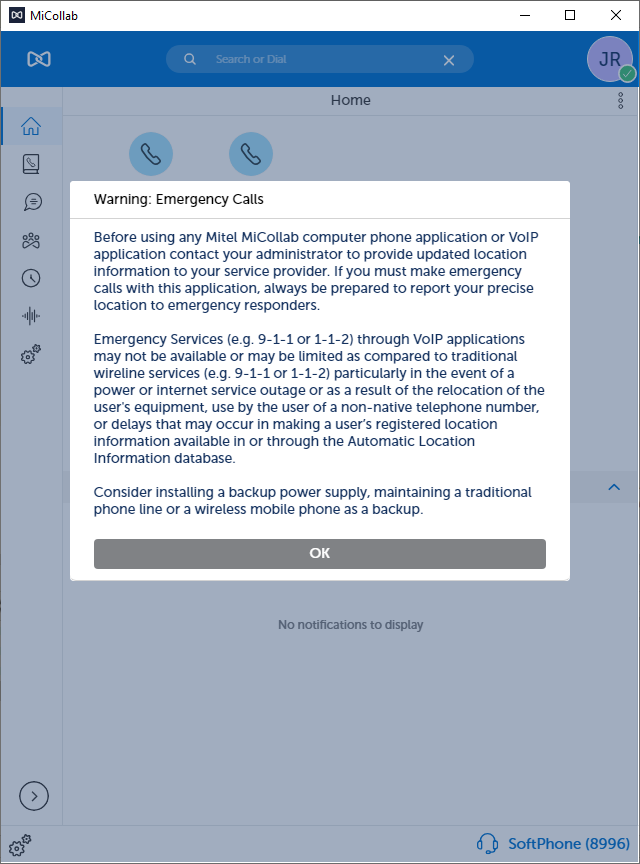 MiCollab
Search or Dial
JR
Home
Warning: Emergency Calls
Before using any Mitel MiCollab computer phone application or VoIP
application contact your administrator to provide updated location
information to your service provider. If you must make emergency
calls with this application, always be prepared to report your precise
location to emergency responders.
Emergency Services (e.g. 9-1-1 or 1-1-2) through VoIP applications
may not be available or may be limited as compared to traditional
wireline services (e.g. 9-1-1 or 1-1-2) particularly in the event of a
power or internet service outage or as a result of the relocation of the
user's equipment, use by the user of a non-native telephone number,
or delays that may occur in making a user's registered location
information available in or through the Automatic Location
Information database.
Consider installing a backup power supply, maintaining a traditional
phone line or a wireless mobile phone as a backup.
OK
No notifications to display
SoftPhone (8996)